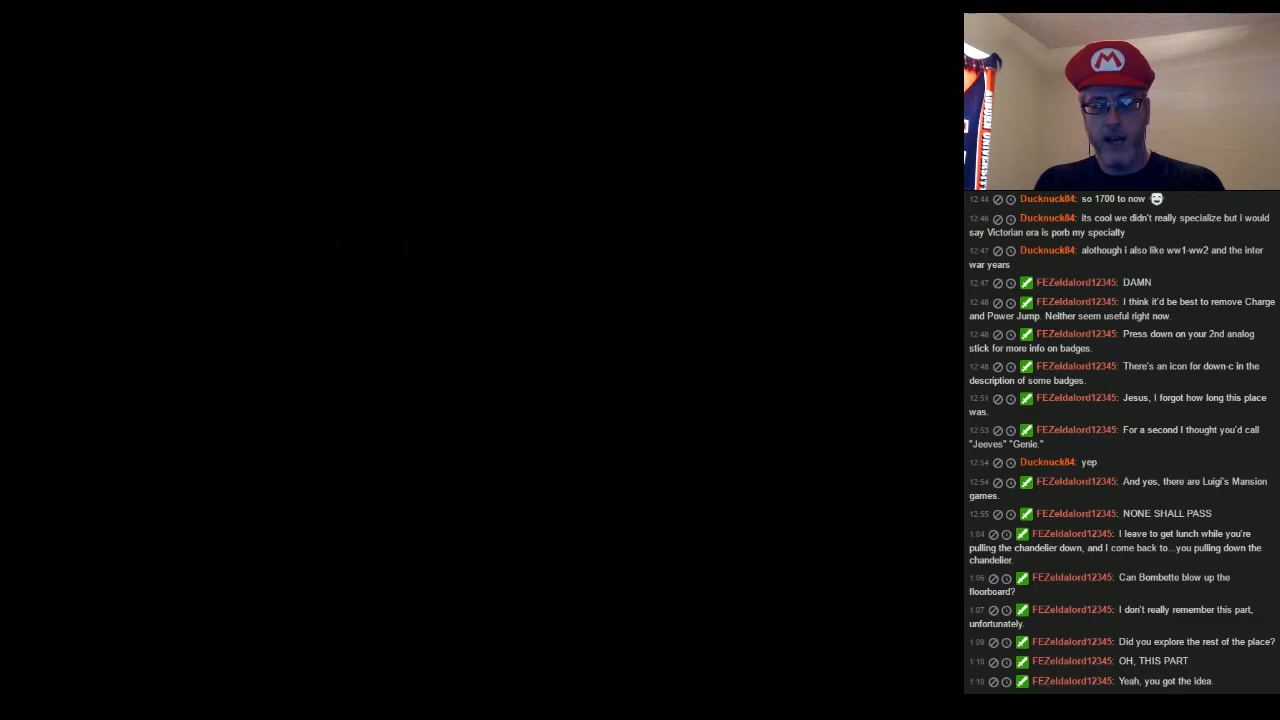 M
AUBURN UNIVERSIT
12:44 Ducknuck84: so 1700 to now
12:46 Ducknuck84: its cool we didn't really specialize but i would
say Victorian era is porb my specialty
12:47 Ducknuck84: alothough i also like ww1-ww2 and the inter
war years
12:47 FEZeldalord12345: DAMN
12:48 FEZeldalord12345: I think it'd be best to remove Charge
and Power Jump. Neither seem useful right now.
12:48 FEZeldalord12345: Press down on your 2nd analog
stick for more info on badges.
12:48 FEZeldalord12345: There's an icon for down-c in the
description of some badges.
12:51 FEZeldalord12345: Jesus, I forgot how long this place
was.
12:53 FEZeldalord12345: For a second I thought you'd call
"Jeeves" "Genie."
12:54 Ducknuck84: yep
12:54 FEZeldalord12345: And yes, there are Luigi's Mansion
games.
12:55 FEZeldalord12345: NONE SHALL PASS
1:04 FEZeldalord12345: I leave to get lunch while you're
pulling the chandelier down, and I come back to...you pulling down the
chandelier.
1:06 FEZeldalord12345: Can Bombette blow up the
floorboard?
1:07 FEZeldalord12345: I don't really remember this part,
unfortunately.
1:09 FEZeldalord12345: Did you explore the rest of the place?
1:10 FEZeldalord12345: OH, THIS PART
1:10 FEZeldalord12345: Yeah, you got the idea.